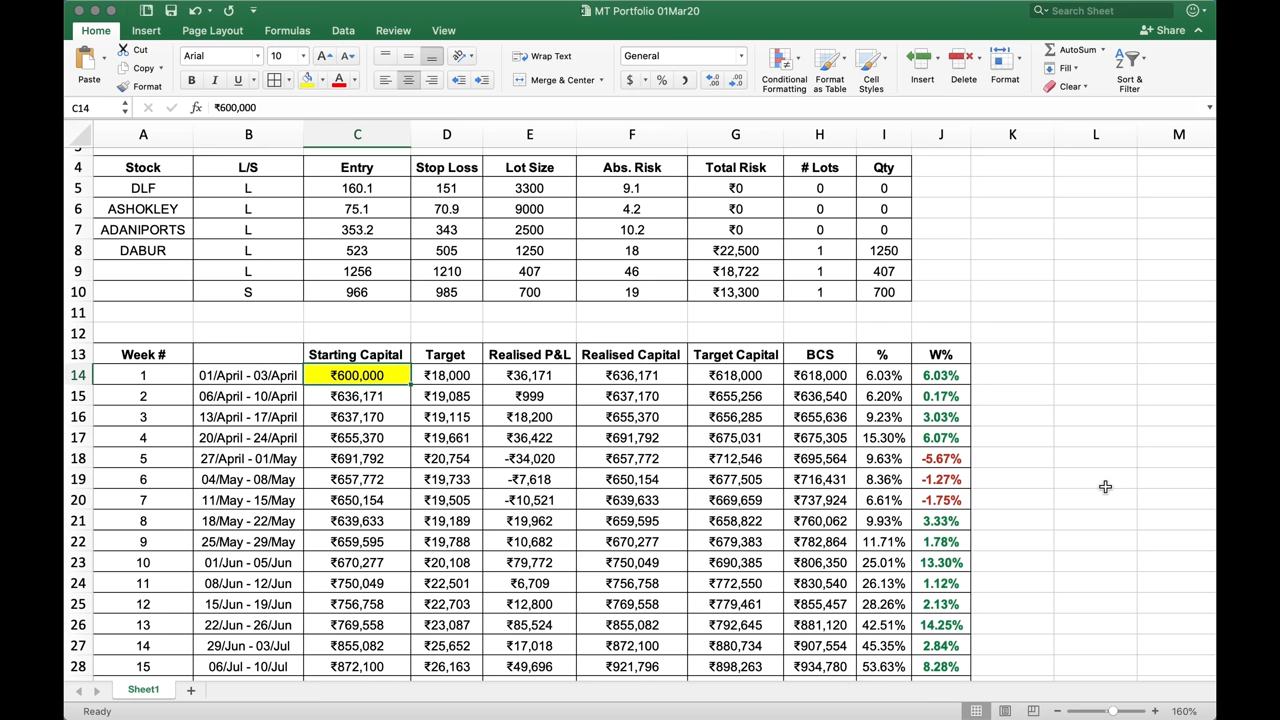 MT Portfolio 01Mar20
Search Sheet
Home Insert Page Layout Formulas Data Review View
Share
Paste
Cut
Copy
Format
Arial 10
B I U
Wrap Text
Merge & Center
General
$ %
Conditional Formatting
Format as Table
Cell Styles
Insert
Delete
Format
AutoSum
Fill
Clear
Sort & Filter
C14 fx ₹600,000
A B C D E F G H I J K L M
4 Stock L/S Entry Stop Loss Lot Size Abs. Risk Total Risk # Lots Qty
5 DLF L 160.1 151 3300 9.1 ₹0 0 0
6 ASHOKLEY L 75.1 70.9 9000 4.2 ₹0 0 0
7 ADANIPORTS L 353.2 343 2500 10.2 ₹0 0 0
8 DABUR L 523 505 1250 18 ₹22,500 1 1250
9 L 1256 1210 407 46 ₹18,722 1 407
10 S 966 985 700 19 ₹13,300 1 700
11
12
13 Week # Starting Capital Target Realised P&L Realised Capital Target Capital BCS % W%
14 1 01/April - 03/April ₹600,000 ₹18,000 ₹36,171 ₹636,171 ₹618,000 ₹618,000 6.03% 6.03%
15 2 06/April - 10/April ₹636,171 ₹19,085 ₹999 ₹637,170 ₹655,256 ₹636,540 6.20% 0.17%
16 3 13/April - 17/April ₹637,170 ₹19,115 ₹18,200 ₹655,370 ₹656,285 ₹655,636 9.23% 3.03%
17 4 20/April - 24/April ₹655,370 ₹19,661 ₹36,422 ₹691,792 ₹675,031 ₹675,305 15.30% 6.07%
18 5 27/April - 01/May ₹691,792 ₹20,754 -₹34,020 ₹657,772 ₹712,546 ₹695,564 9.63% -5.67%
19 6 04/May - 08/May ₹657,772 ₹19,733 -₹7,618 ₹650,154 ₹677,505 ₹716,431 8.36% -1.27%
20 7 11/May - 15/May ₹650,154 ₹19,505 -₹10,521 ₹639,633 ₹669,659 ₹737,924 6.61% -1.75%
21 8 18/May - 22/May ₹639,633 ₹19,189 ₹19,962 ₹659,595 ₹658,822 ₹760,062 9.93% 3.33%
22 9 25/May - 29/May ₹659,595 ₹19,788 ₹10,682 ₹670,277 ₹679,383 ₹782,864 11.71% 1.78%
23 10 01/Jun - 05/Jun ₹670,277 ₹20,108 ₹79,772 ₹750,049 ₹690,385 ₹806,350 25.01% 13.30%
24 11 08/Jun - 12/Jun ₹750,049 ₹22,501 ₹6,709 ₹756,758 ₹772,550 ₹830,540 26.13% 1.12%
25 12 15/Jun - 19/Jun ₹756,758 ₹22,703 ₹12,800 ₹769,558 ₹779,461 ₹855,457 28.26% 2.13%
26 13 22/Jun - 26/Jun ₹769,558 ₹23,087 ₹85,524 ₹855,082 ₹792,645 ₹881,120 42.51% 14.25%
27 14 29/Jun - 03/Jul ₹855,082 ₹25,652 ₹17,018 ₹872,100 ₹880,734 ₹907,554 45.35% 2.84%
28 15 06/Jul - 10/Jul ₹872,100 ₹26,163 ₹49,696 ₹921,796 ₹898,263 ₹934,780 53.63% 8.28%
Sheet1 +
Ready
160%